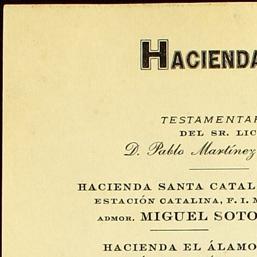 HACIENDA
TESTAMENTAR
DEL SR. LIC
D. Pablo Martínez
HACIENDA SANTA CATAL
ESTACIÓN CATALINA, F. I. M
ADMOR. MIGUEL SOTO
HACIENDA EL ÁLAMO